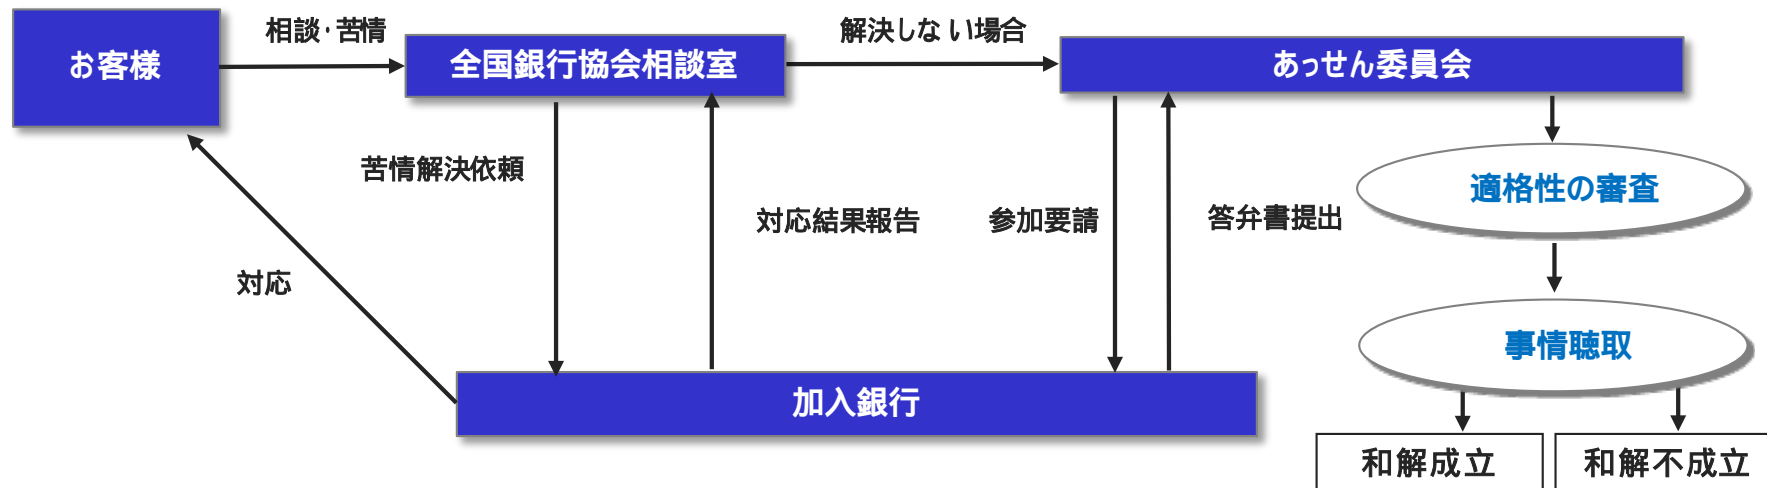 お客様
相談・苦情
全国銀行協会相談室
解決しない場合
あっせん委員会
苦情解決依頼
対応結果報告
参加要請
答弁書提出
適格性の審査
対応
事情聴取
加入銀行
和解成立
和解不成立